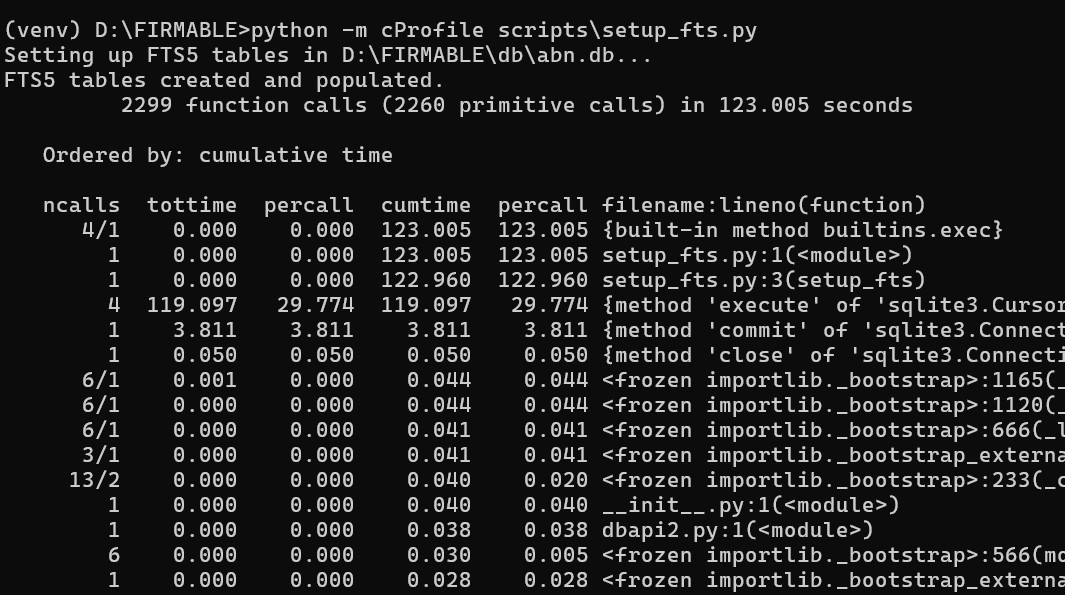 (venv) D:\FIRMABLE>python -m cProfile scripts\setup_fts.py
Setting up FTS5 tables in D:\FIRMABLE\db\abn.db...
FTS5 tables created and populated.
         2299 function calls (2260 primitive calls) in 123.005 seconds
   Ordered by: cumulative time
   ncalls  tottime  percall  cumtime  percall filename:lineno(function)
      4/1    0.000    0.000  123.005  123.005 {built-in method builtins.exec}
        1    0.000    0.000  123.005  123.005 setup_fts.py:1(<module>)
        1    0.000    0.000  122.960  122.960 setup_fts.py:3(setup_fts)
        4  119.097   29.774  119.097   29.774 {method 'execute' of 'sqlite3.Cursor
        1    3.811    3.811    3.811    3.811 {method 'commit' of 'sqlite3.Connect
        1    0.050    0.050    0.050    0.050 {method 'close' of 'sqlite3.Connecti
      6/1    0.001    0.000    0.044    0.044 <frozen importlib._bootstrap>:1165(_
      6/1    0.000    0.000    0.044    0.044 <frozen importlib._bootstrap>:1120(_
      6/1    0.000    0.000    0.041    0.041 <frozen importlib._bootstrap>:666(_l
      3/1    0.000    0.000    0.041    0.041 <frozen importlib._bootstrap_externa
     13/2    0.000    0.000    0.040    0.020 <frozen importlib._bootstrap>:233(_c
        1    0.000    0.000    0.040    0.040 __init__.py:1(<module>)
        1    0.000    0.000    0.038    0.038 dbapi2.py:1(<module>)
        6    0.000    0.000    0.030    0.005 <frozen importlib._bootstrap>:566(mo
        1    0.000    0.000    0.028    0.028 <frozen importlib._bootstrap_externa